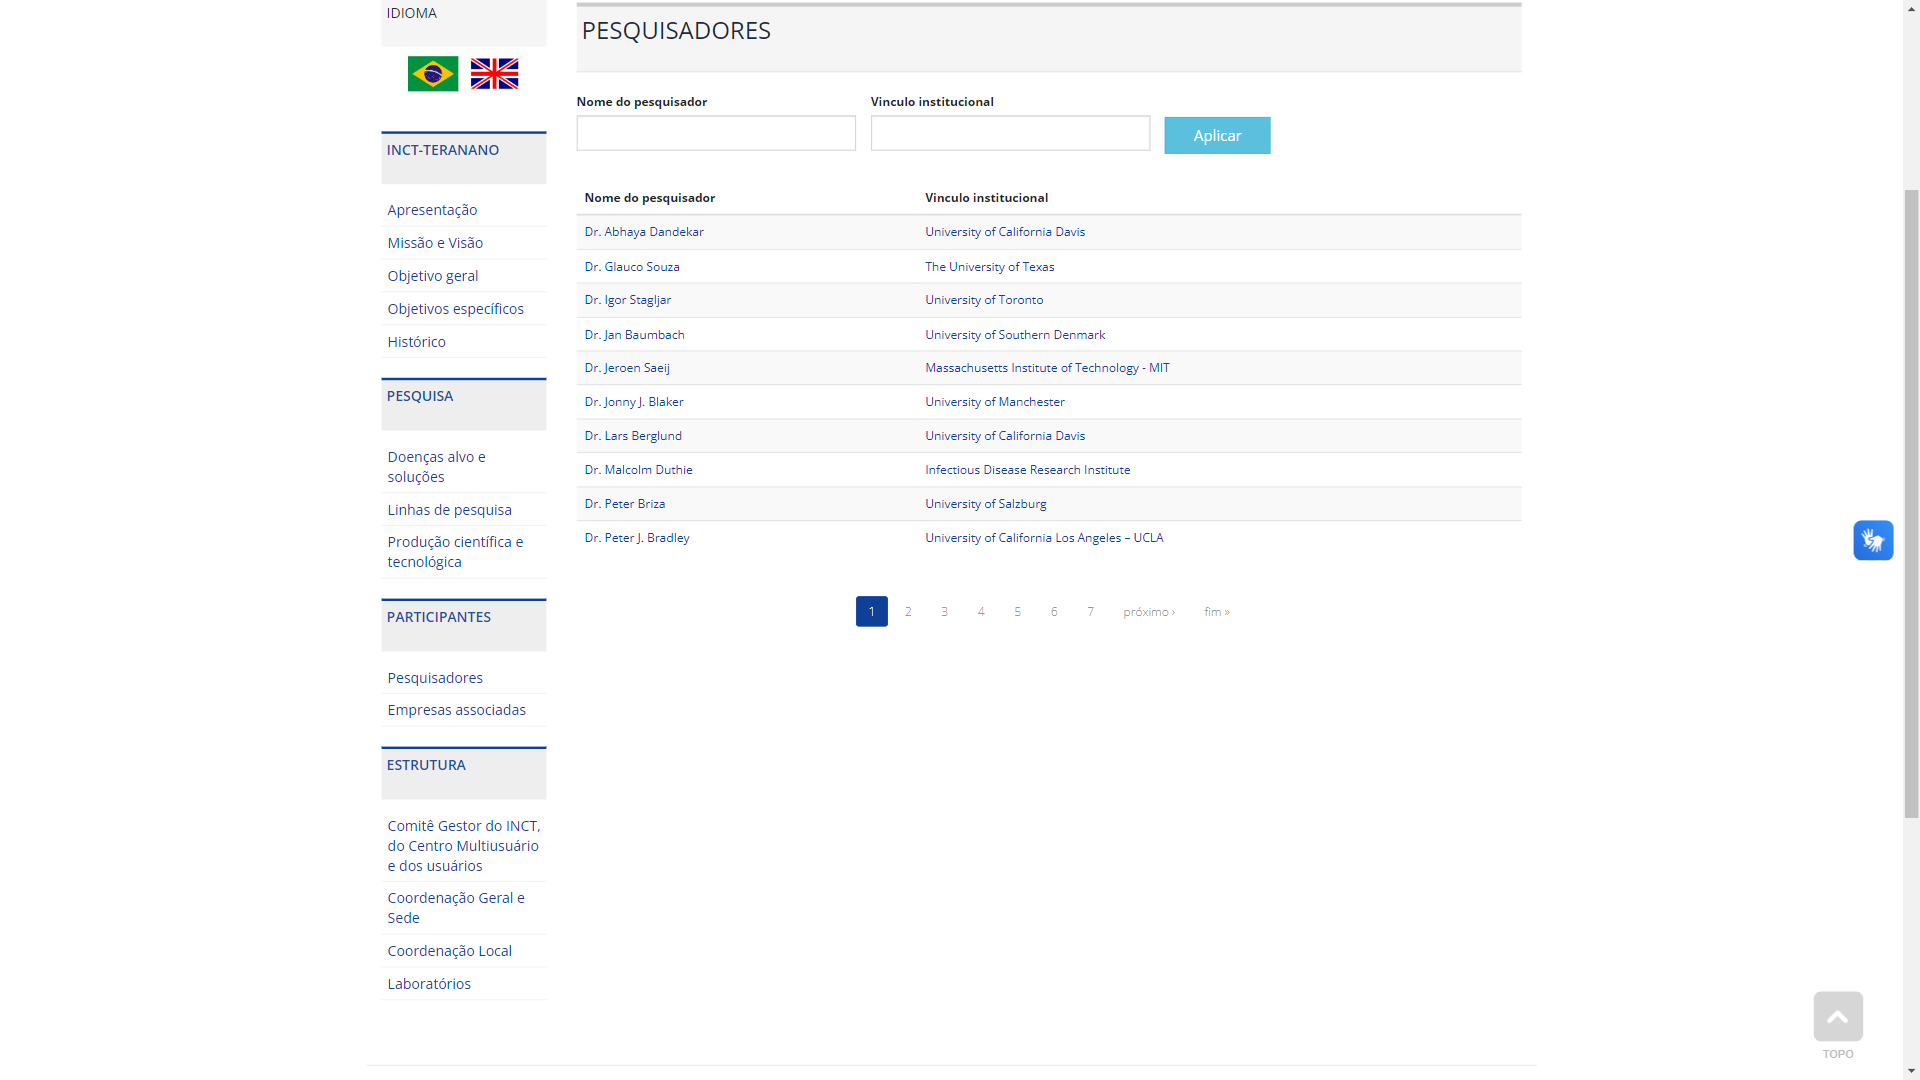 IDIOMA
INCT-TERANANO
Apresentação
Missão e Visão
Objetivo geral
Objetivos específicos
Histórico
PESQUISA
Doenças alvo e
soluções
Linhas de pesquisa
Produção científica e
tecnológica
PARTICIPANTES
Pesquisadores
Empresas associadas
ESTRUTURA
Comitê Gestor do INCT,
do Centro Multiusuário
e dos usuários
Coordenação Geral e
Sede
Coordenação Local
Laboratórios
PESQUISADORES
Nome do pesquisador Vinculo institucional
Aplicar
Nome do pesquisador Vinculo institucional
Dr. Abhaya Dandekar University of California Davis
Dr. Glauco Souza The University of Texas
Dr. Igor Stagljar University of Toronto
Dr. Jan Baumbach University of Southern Denmark
Dr. Jeroen Saeij Massachusetts Institute of Technology - MIT
Dr. Jonny J. Blaker University of Manchester
Dr. Lars Berglund University of California Davis
Dr. Malcolm Duthie Infectious Disease Research Institute
Dr. Peter Briza University of Salzburg
Dr. Peter J. Bradley University of California Los Angeles – UCLA
1 2 3 4 5 6 7 próximo › fim »
TOPO